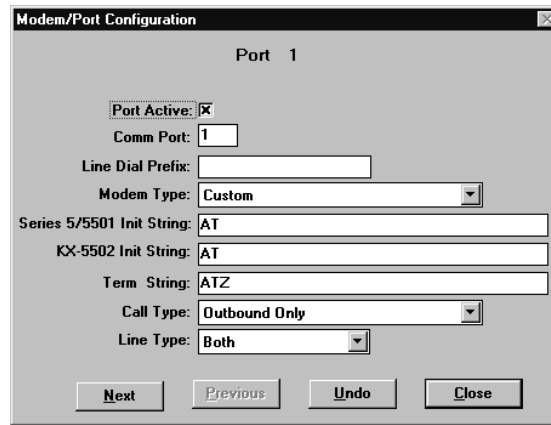 Modem/Port Configuration
Port 1
Port Active:
Comm Port: 1
Line Dial Prefix:
Modem Type: Custom
Series 5/5501 Init String: AT
KX-5502 Init String: AT
Term String: ATZ
Call Type: Outbound Only
Line Type: Both
Next Previous Undo Close